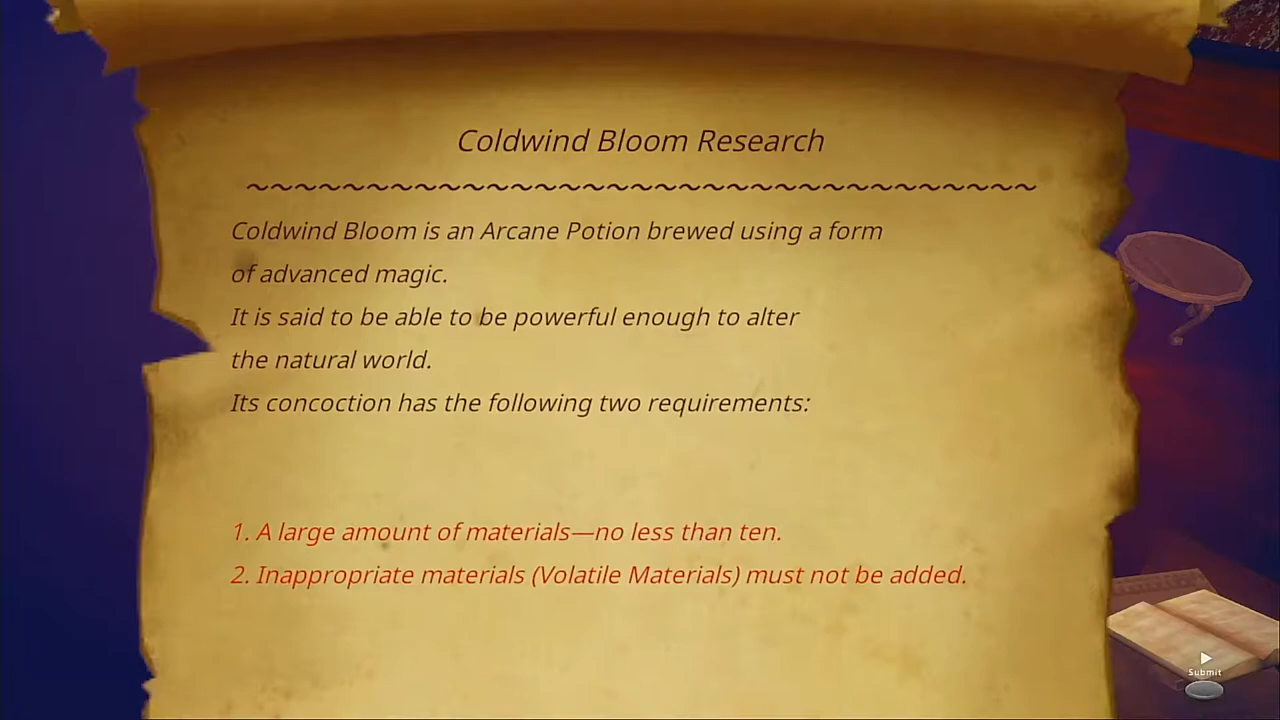 Coldwind Bloom Research
~~~~~~~~~~~~~~~~~~~~~~~~~~~~~~~~~
Coldwind Bloom is an Arcane Potion brewed using a form
of advanced magic.
It is said to be able to be powerful enough to alter
the natural world.
Its concoction has the following two requirements:
1. A large amount of materials—no less than ten.
2. Inappropriate materials (Volatile Materials) must not be added.
Submit